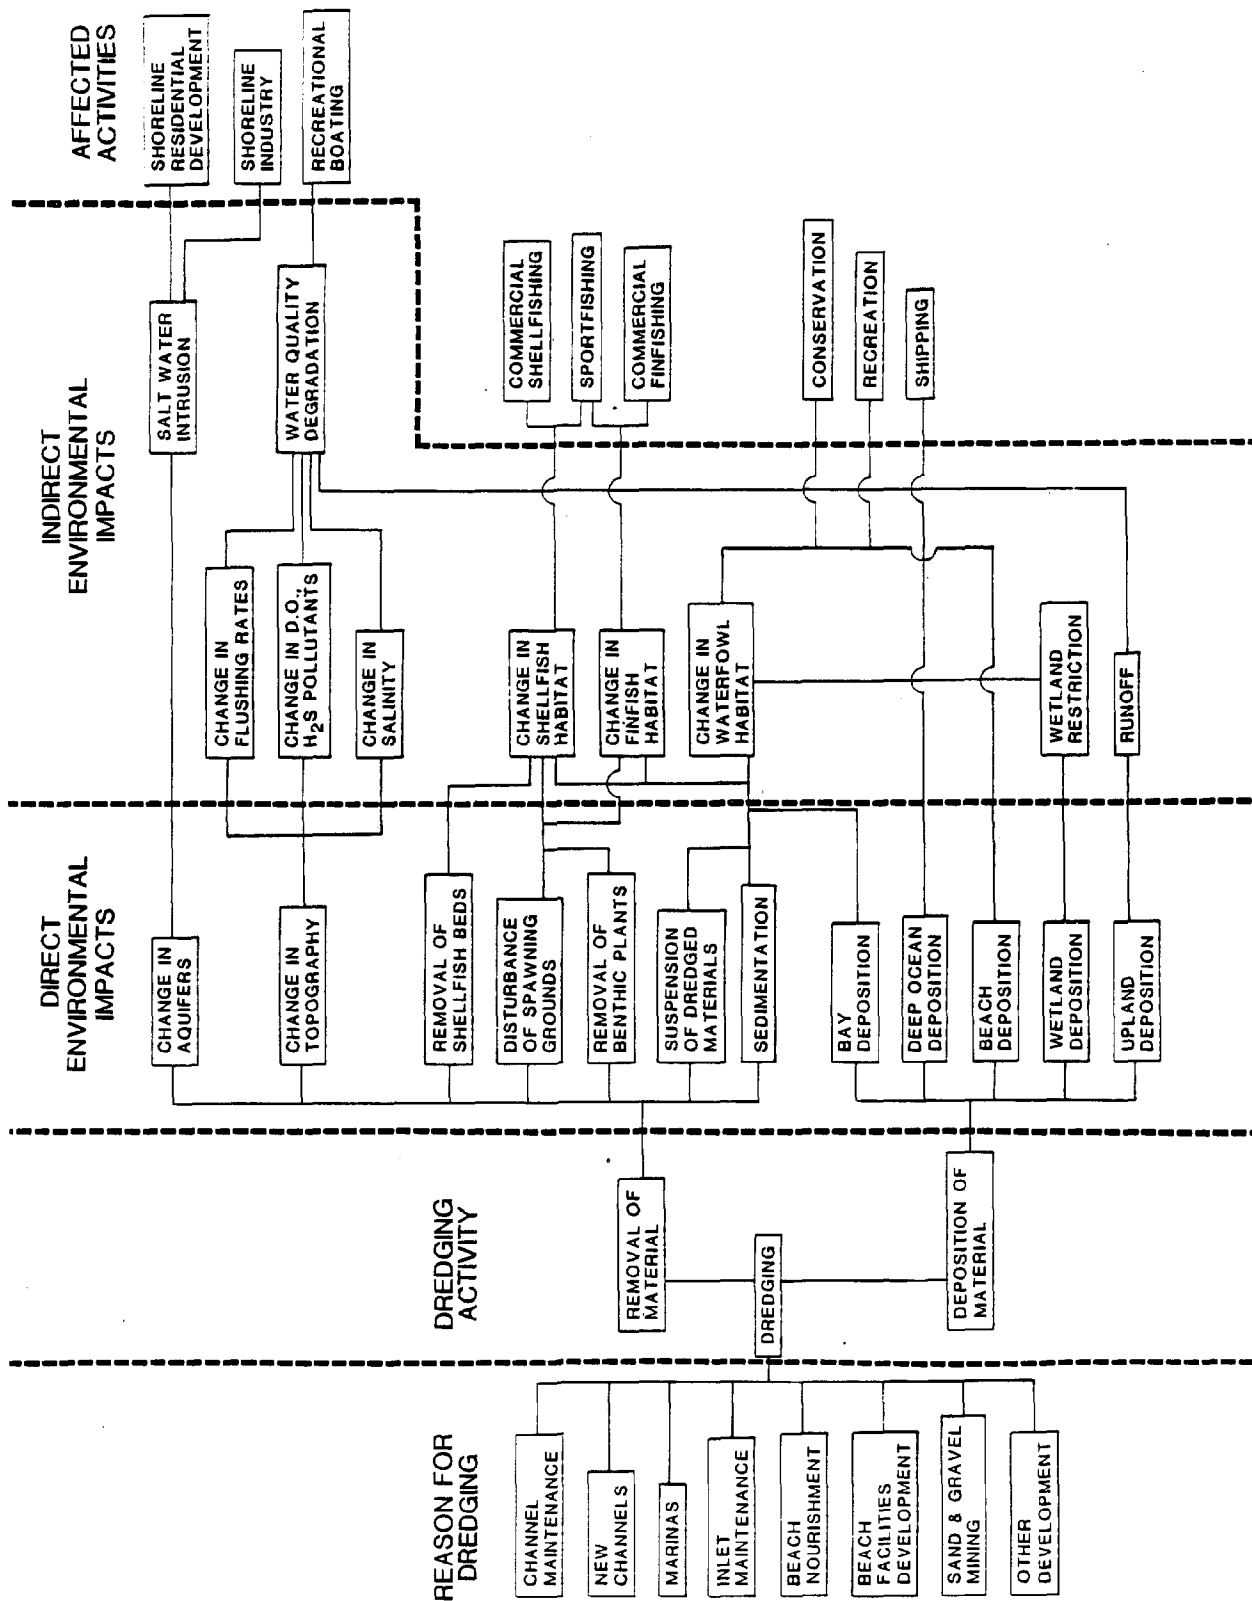 REASON FOR
DREDGING
CHANNEL
MAINTENANCE
NEW
CHANNELS
MARINAS
INLET
MAINTENANCE
BEACH
NOURISHMENT
BEACH
FACILITIES
DEVELOPMENT
SAND & GRAVEL
MINING
OTHER
DEVELOPMENT
DREDGING
ACTIVITY
REMOVAL OF
MATERIAL
DREDGING
DEPOSITION OF
MATERIAL
DIRECT
ENVIRONMENTAL
IMPACTS
CHANGE IN
AQUIFERS
CHANGE IN
TOPOGRAPHY
REMOVAL OF
SHELLFISH BEDS
DISTURBANCE
OF SPAWNING
GROUNDS
REMOVAL OF
BENTHIC PLANTS
SUSPENSION
OF DREDGED
MATERIALS
SEDIMENTATION
BAY
DEPOSITION
DEEP OCEAN
DEPOSITION
BEACH
DEPOSITION
WETLAND
DEPOSITION
UPLAND
DEPOSITION
INDIRECT
ENVIRONMENTAL
IMPACTS
SALT WATER
INTRUSION
CHANGE IN
FLUSHING RATES
CHANGE IN D.O.,
H₂S POLLUTANTS
CHANGE IN
SALINITY
WATER QUALITY
DEGRADATION
CHANGE IN
SHELLFISH
HABITAT
CHANGE IN
FINFISH
HABITAT
CHANGE IN
WATERFOWL
HABITAT
WETLAND
RESTRICTION
RUNOFF
AFFECTED
ACTIVITIES
SHORELINE
RESIDENTIAL
DEVELOPMENT
SHORELINE
INDUSTRY
RECREATIONAL
BOATING
COMMERCIAL
SHELLFISHING
SPORTFISHING
COMMERCIAL
FINFISHING
CONSERVATION
RECREATION
SHIPPING